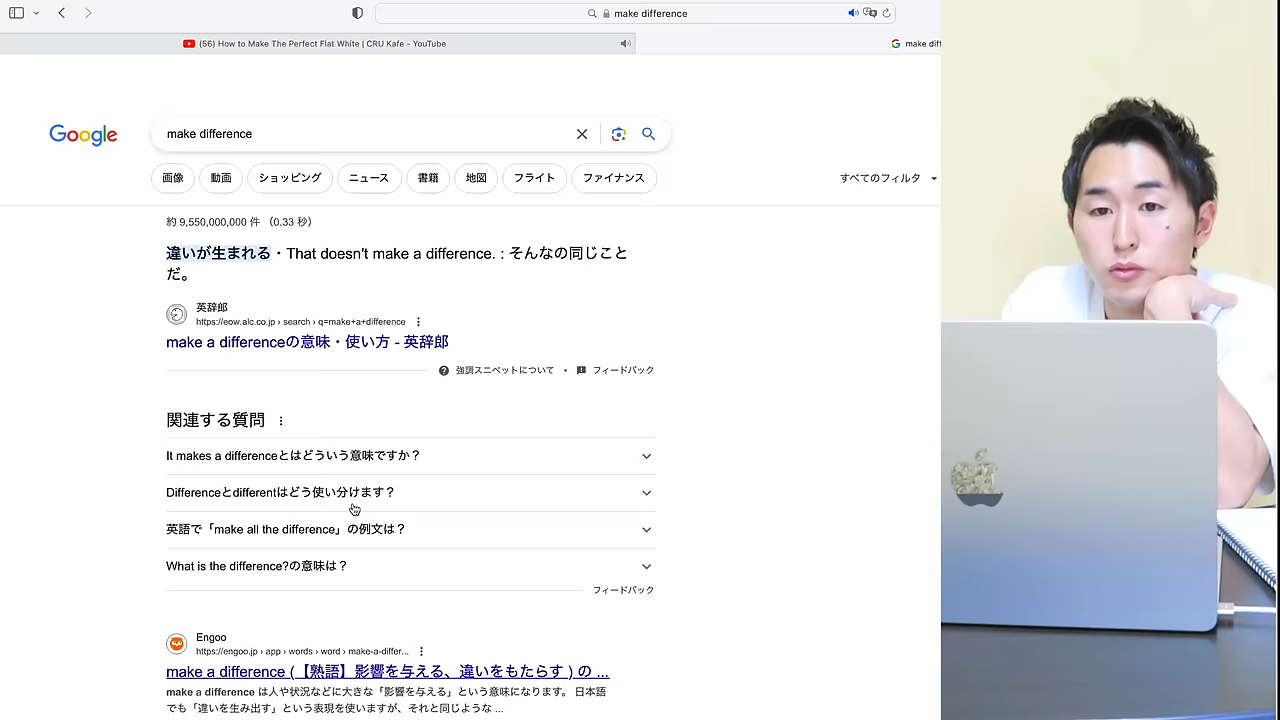 make difference
(56) How to Make The Perfect Flat White | CRU Kafe - YouTube
make diff
Google
make difference
画像
動画
ショッピング
ニュース
書籍
地図
フライト
ファイナンス
すべてのフィルタ
約 9,550,000,000 件 （0.33 秒）
違いが生まれる・That doesn't make a difference. : そんなの同じこと
だ。
英辞郎
https://eow.alc.co.jp › search › q=make+a+difference
make a differenceの意味・使い方 - 英辞郎
強調スニペットについて • フィードバック
関連する質問
It makes a differenceとはどういう意味ですか？
Differenceとdifferentはどう使い分けます？
英語で「make all the difference」の例文は？
What is the difference?の意味は？
フィードバック
Engoo
https://engoo.jp › app › words › word › make-a-differ...
make a difference (【熟語】影響を与える、違いをもたらす ) の ...
make a difference は人や状況などに大きな「影響を与える」という意味になります。 日本語
でも「違いを生み出す」という表現を使いますが、それと同じような ...